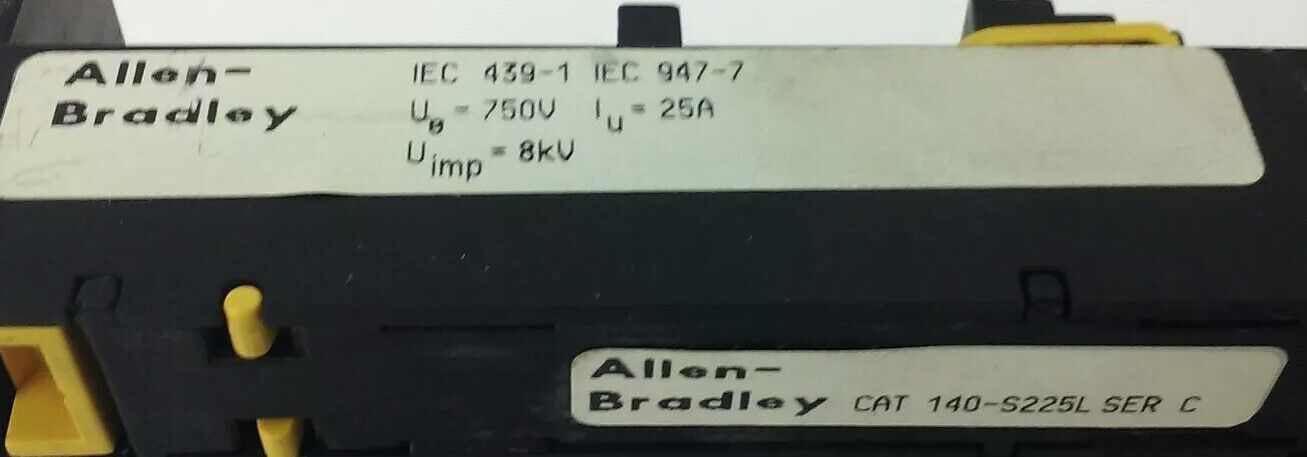 Allen-
Bradley
IEC 439-1 IEC 947-7
Ue = 750V Iu = 25A
Uimp = 8kV
Allen-
Bradley CAT 140-S225L SER C